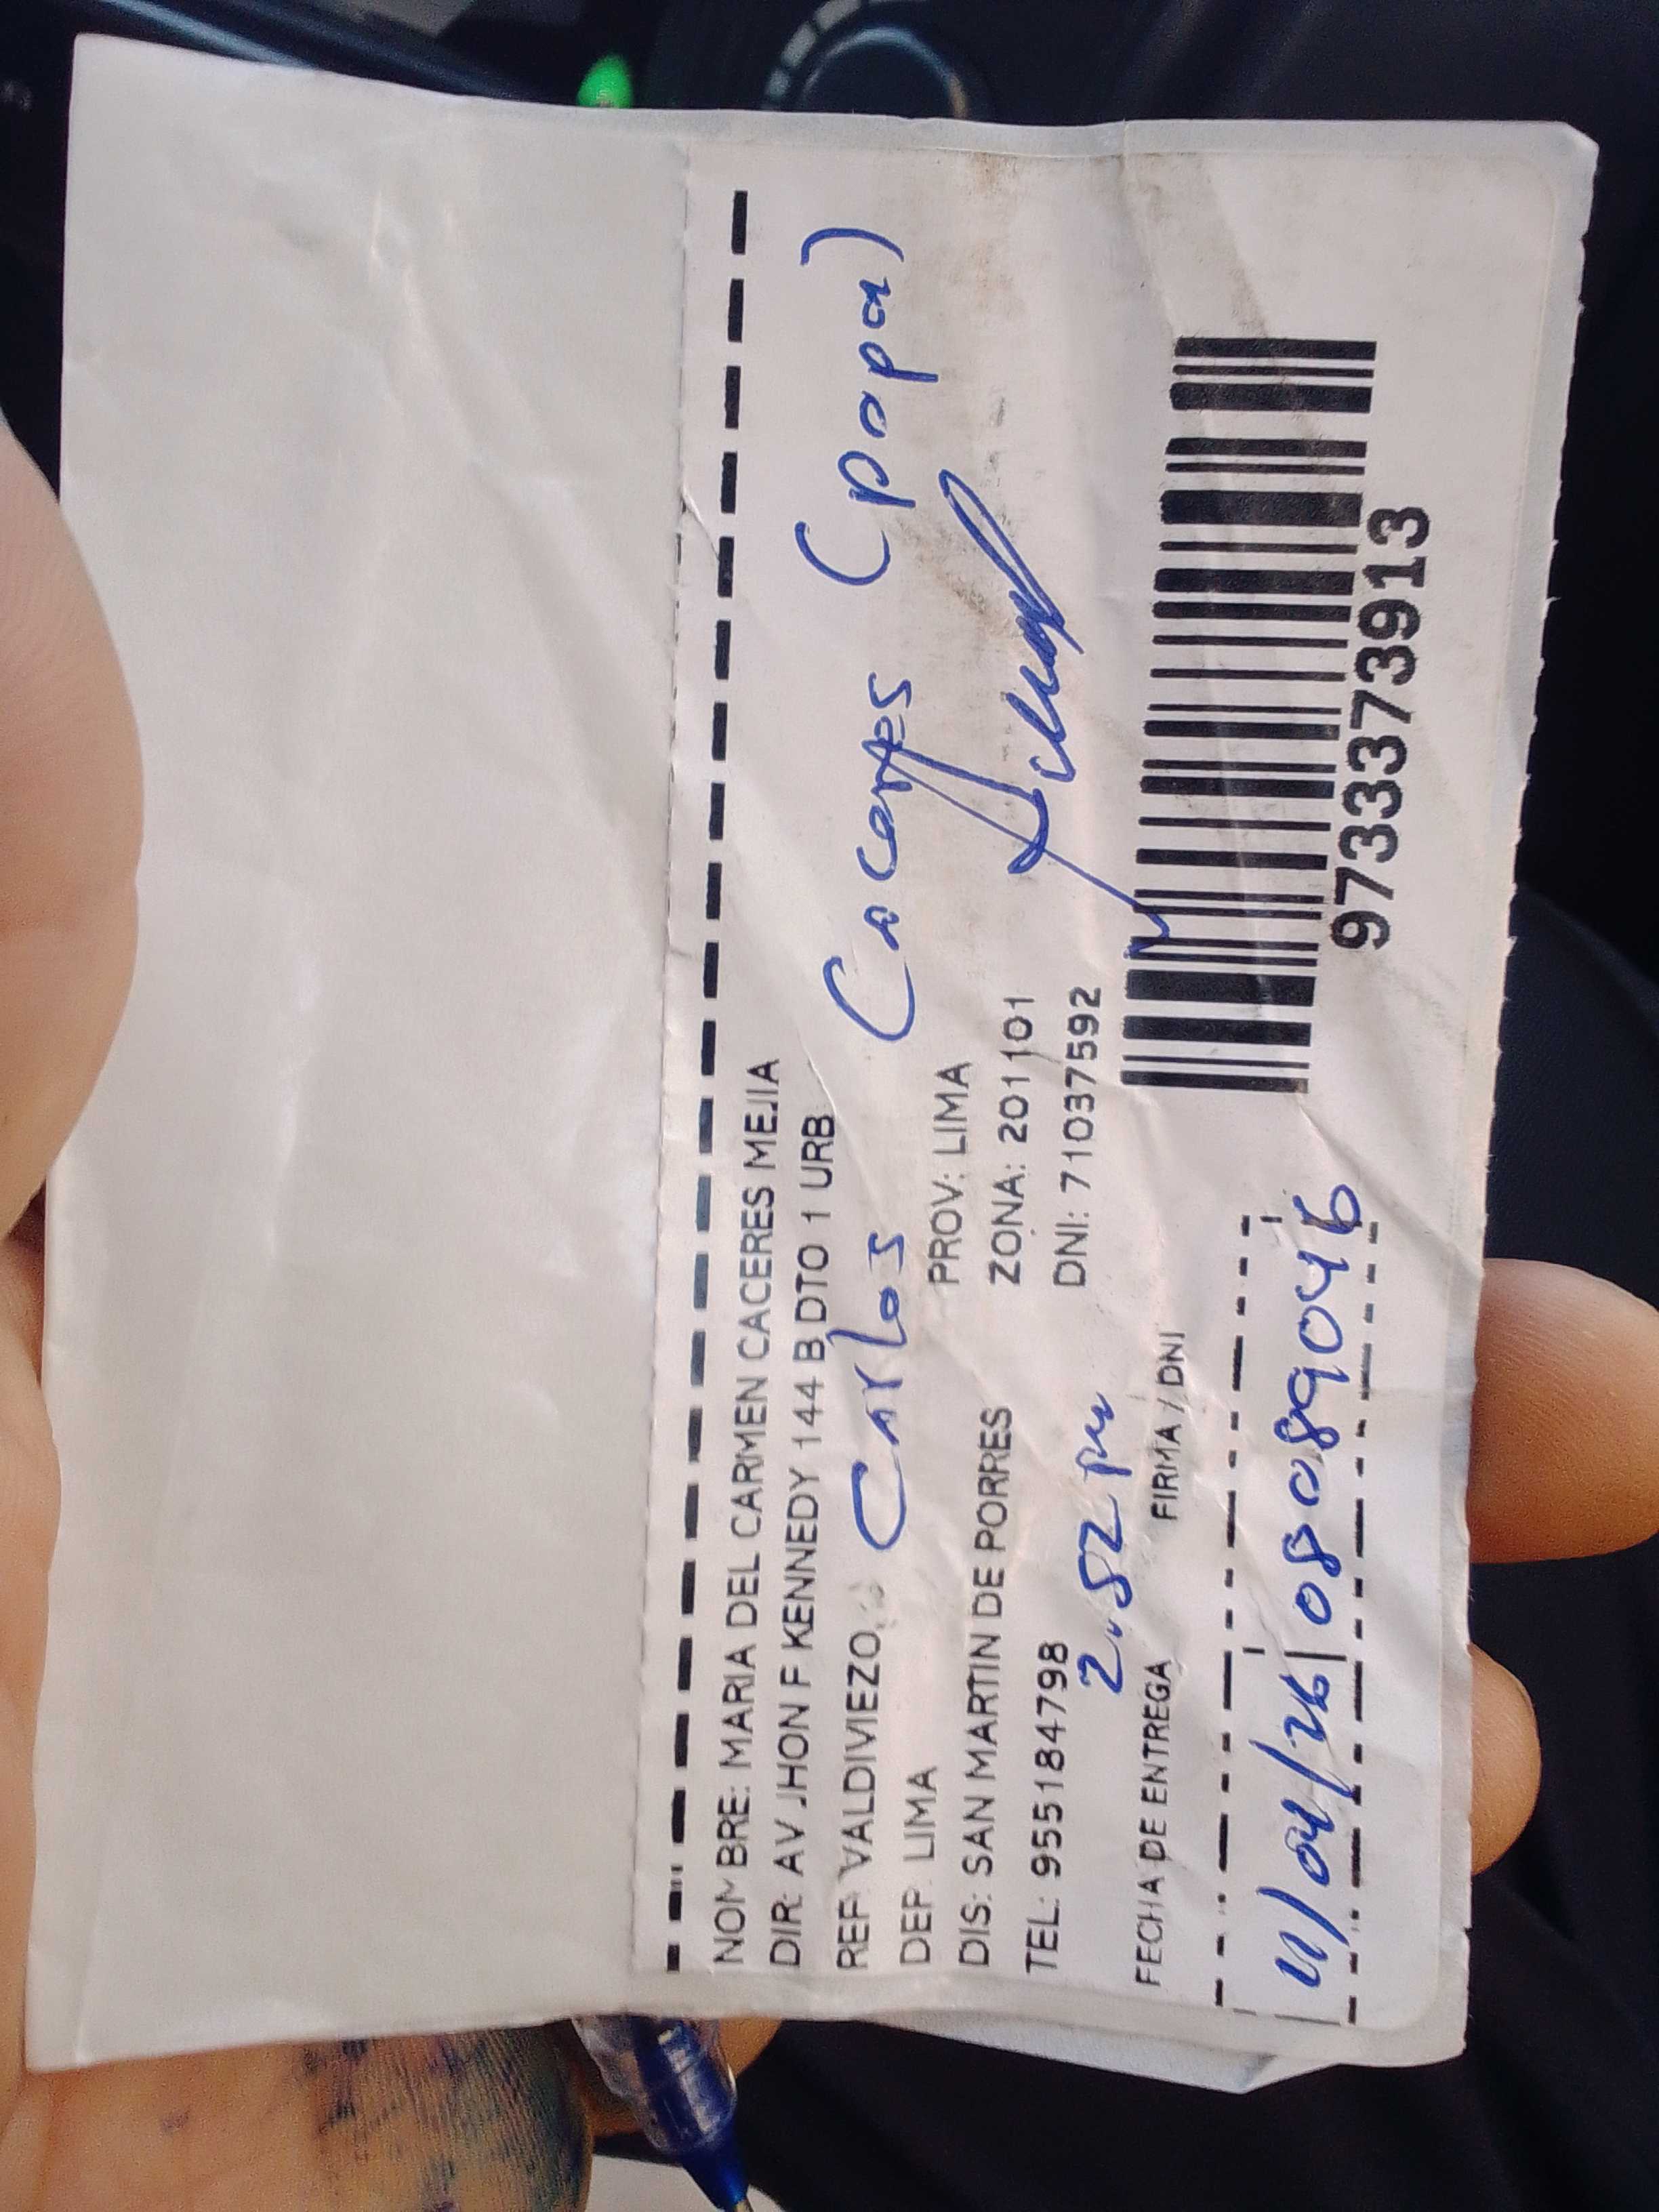 NOMBRE: MARIA DEL CARMEN CACERES MEJIA
DIR: AV JHON F KENNEDY 144 B DTO 1 URB
REF: VALDIVIEZO
Carlos Caceres (papa)
DEP: LIMA PROV: LIMA
DIS: SAN MARTIN DE PORRES ZONA: 201101
TEL: 955184798 DNI: 71037592
2.52 pm
FECHA DE ENTREGA FIRMA / DNI
11/04/26 08089046
9733373913